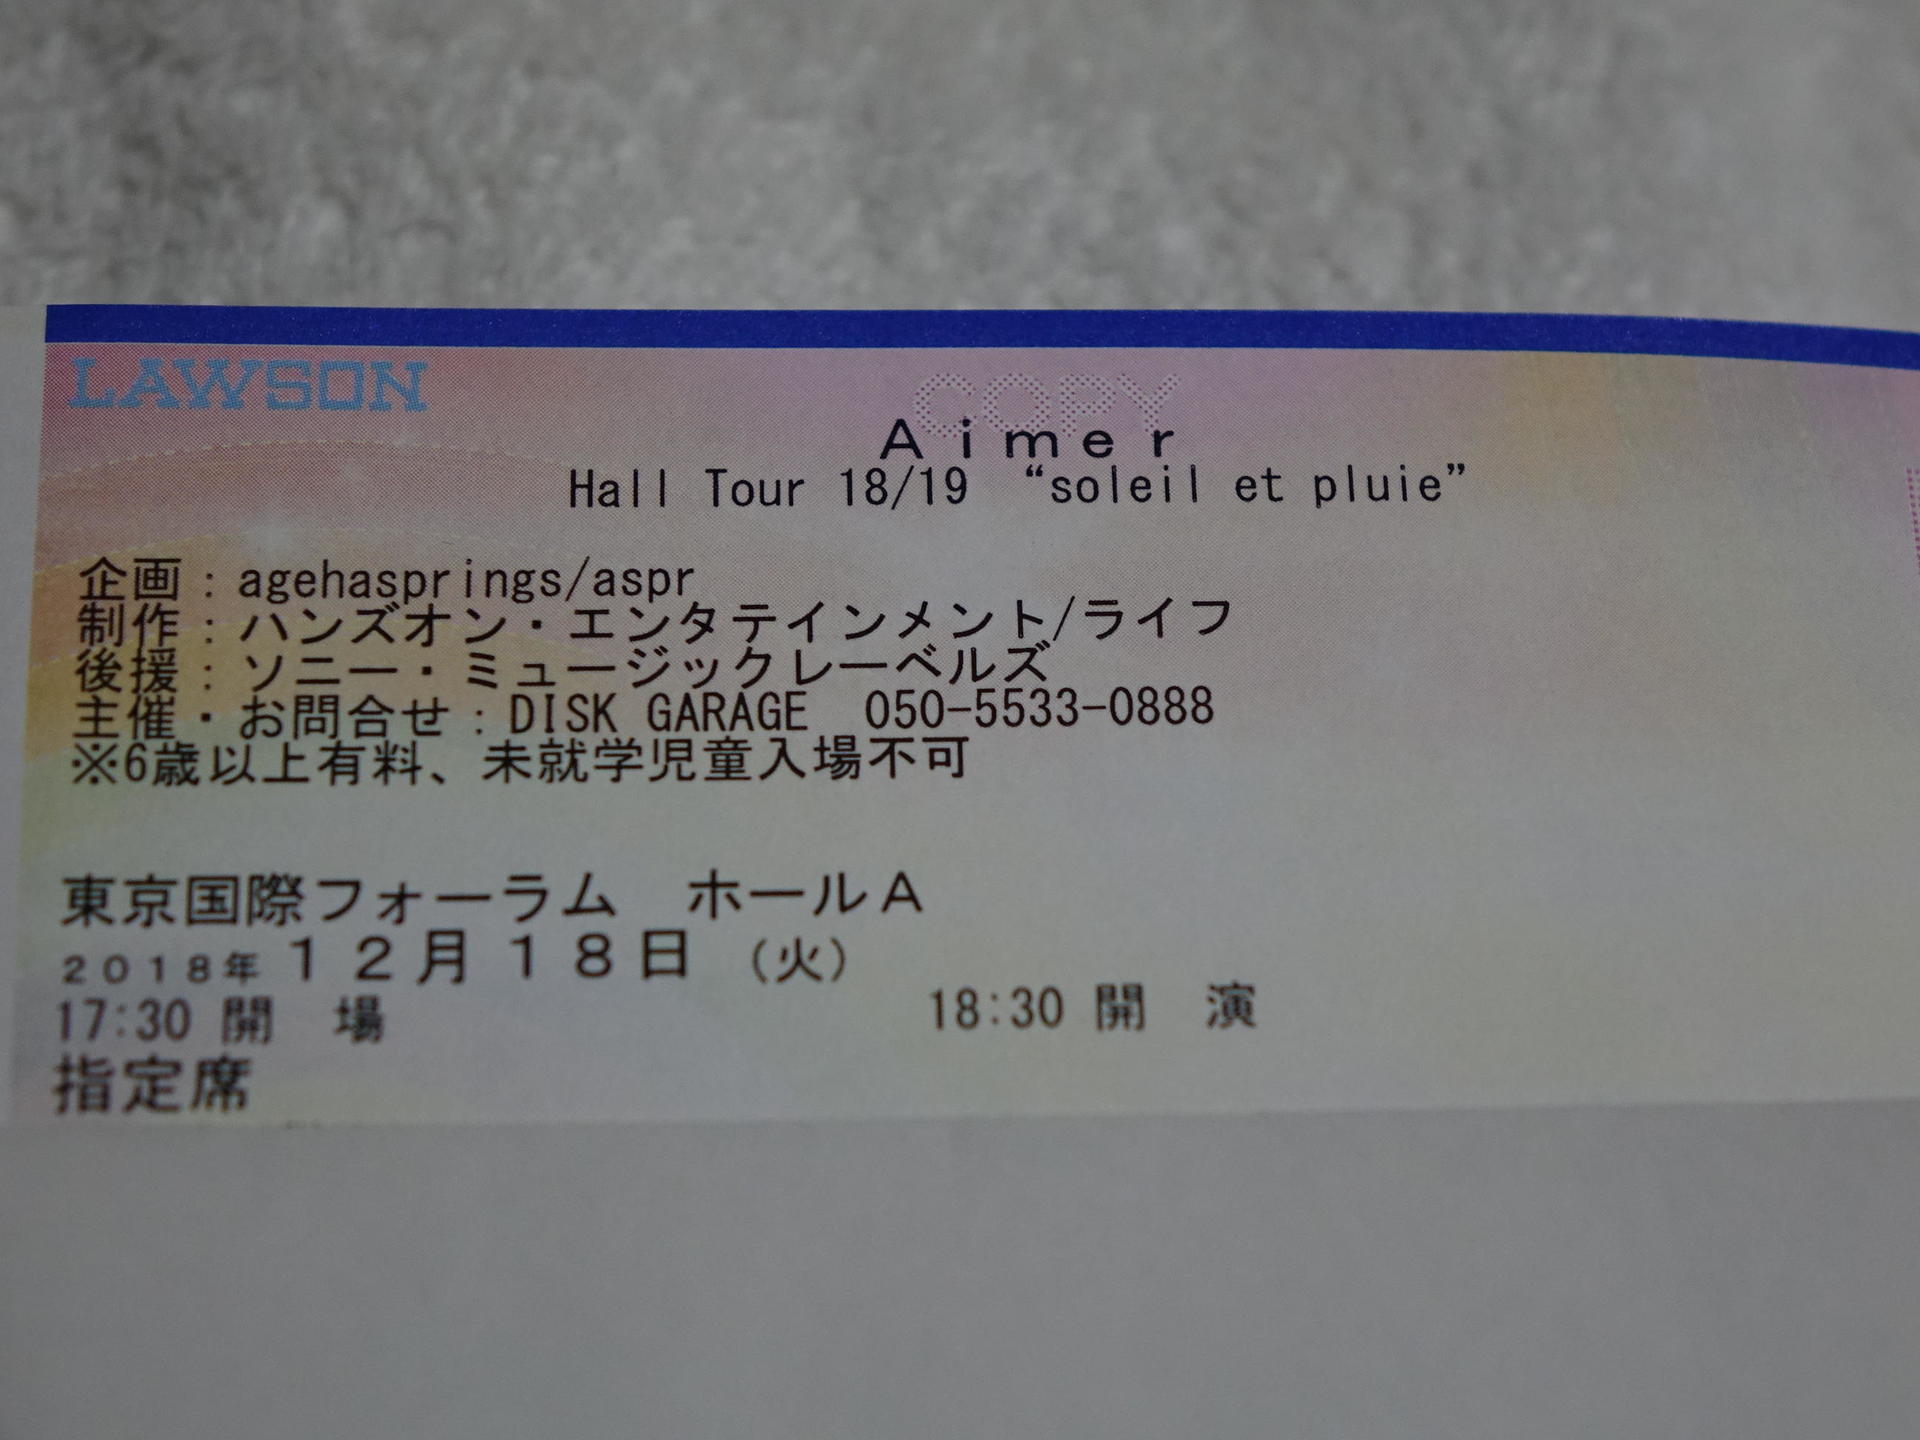 LAWSON
COPY
Aimer
Hall Tour 18/19 “soleil et pluie”
企画：agehasprings/aspr
制作：ハンズオン・エンタテインメント/ライフ
後援：ソニー・ミュージックレーベルズ
主催・お問合せ：DISK GARAGE 050-5533-0888
※6歳以上有料、未就学児童入場不可
東京国際フォーラム ホールA
2018年 12月18日 （火）
17:30 開 場 18:30 開 演
指定席